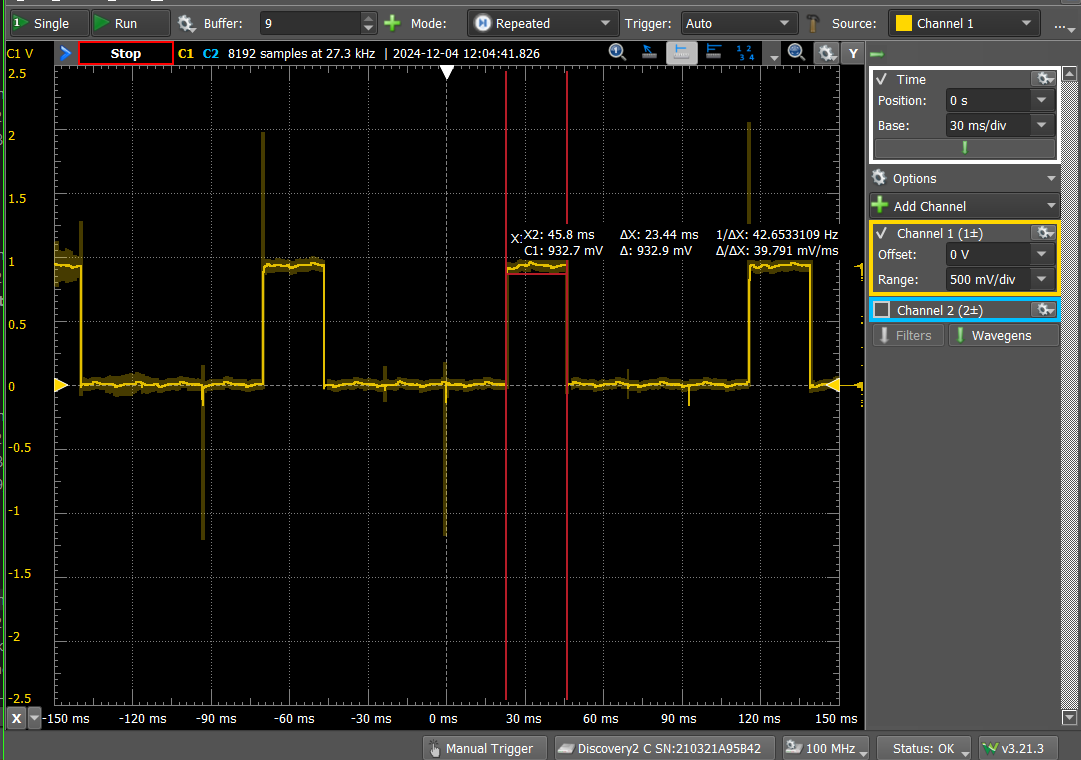 Single Run Buffer: 9 Mode: Repeated Trigger: Auto Source: Channel 1 ...
C1 V Stop C1 C2 8192 samples at 27.3 kHz | 2024-12-04 12:04:41.826 Y
2.5
2
1.5
1
0.5
0
-0.5
-1
-1.5
-2
-2.5
X: X2: 45.8 ms ΔX: 23.44 ms 1/ΔX: 42.6533109 Hz
C1: 932.7 mV Δ: 932.9 mV Δ/ΔX: 39.791 mV/ms
X -150 ms -120 ms -90 ms -60 ms -30 ms 0 ms 30 ms 60 ms 90 ms 120 ms 150 ms
Time
Position: 0 s
Base: 30 ms/div
Options
Add Channel
Channel 1 (1±)
Offset: 0 V
Range: 500 mV/div
Channel 2 (2±)
Filters Wavegens
Manual Trigger Discovery2 C SN:210321A95B42 100 MHz Status: OK v3.21.3